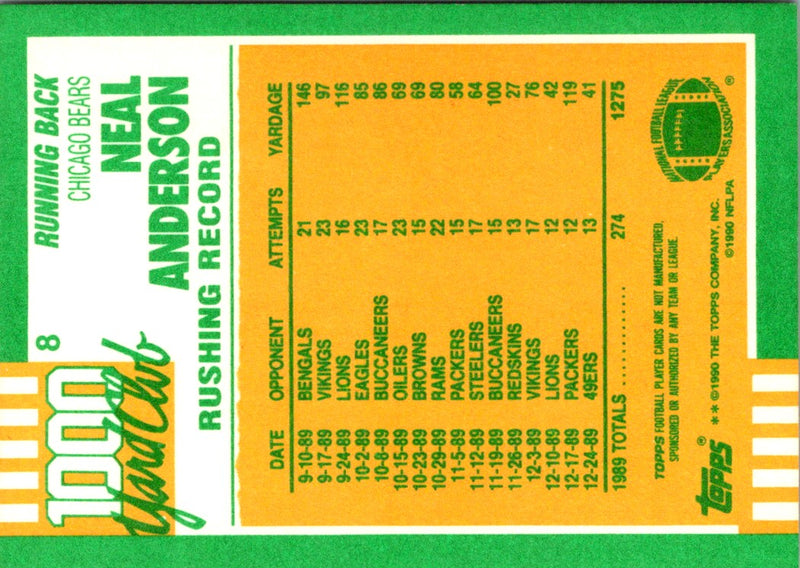 8
RUNNING BACK
CHICAGO BEARS
1000
Yard Club
NEAL
ANDERSON
RUSHING RECORD
DATE OPPONENT ATTEMPTS YARDAGE
9-10-89 BENGALS 21 146
9-17-89 VIKINGS 23 97
9-24-89 LIONS 16 116
10-2-89 EAGLES 23 85
10-8-89 BUCCANEERS 17 86
10-15-89 OILERS 23 69
10-23-89 BROWNS 15 69
10-29-89 RAMS 22 80
11-5-89 PACKERS 15 58
11-12-89 STEELERS 17 64
11-19-89 BUCCANEERS 15 100
11-26-89 REDSKINS 13 27
12-3-89 VIKINGS 17 76
12-10-89 LIONS 12 42
12-17-89 PACKERS 12 119
12-24-89 49ERS 13 41
1989 TOTALS ............ 274 1275
TOPPS FOOTBALL PLAYER CARDS ARE NOT MANUFACTURED,
SPONSORED OR AUTHORIZED BY ANY TEAM OR LEAGUE.
topps® **©1990 THE TOPPS COMPANY, INC.
©1990 NFLPA
NATIONAL FOOTBALL LEAGUE
PLAYERS
PLAYERS ASSOCIATION®